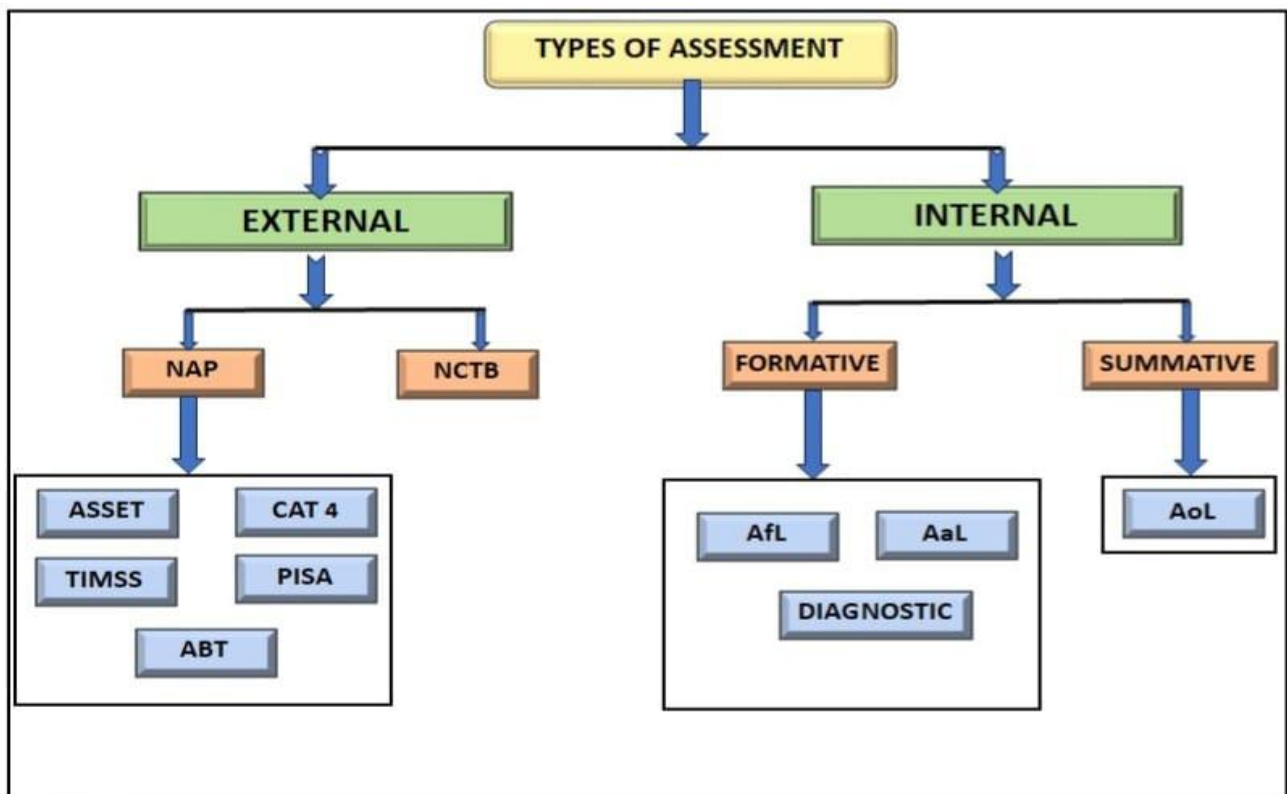 TYPES OF ASSESSMENT
EXTERNAL
INTERNAL
NAP
NCTB
FORMATIVE
SUMMATIVE
ASSET
CAT 4
TIMSS
PISA
ABT
AfL
AaL
DIAGNOSTIC
AoL